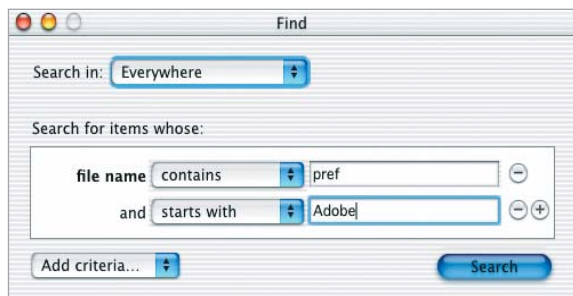 Find
Search in: Everywhere
Search for items whose:
file name contains pref
and starts with Adobe
Add criteria... Search